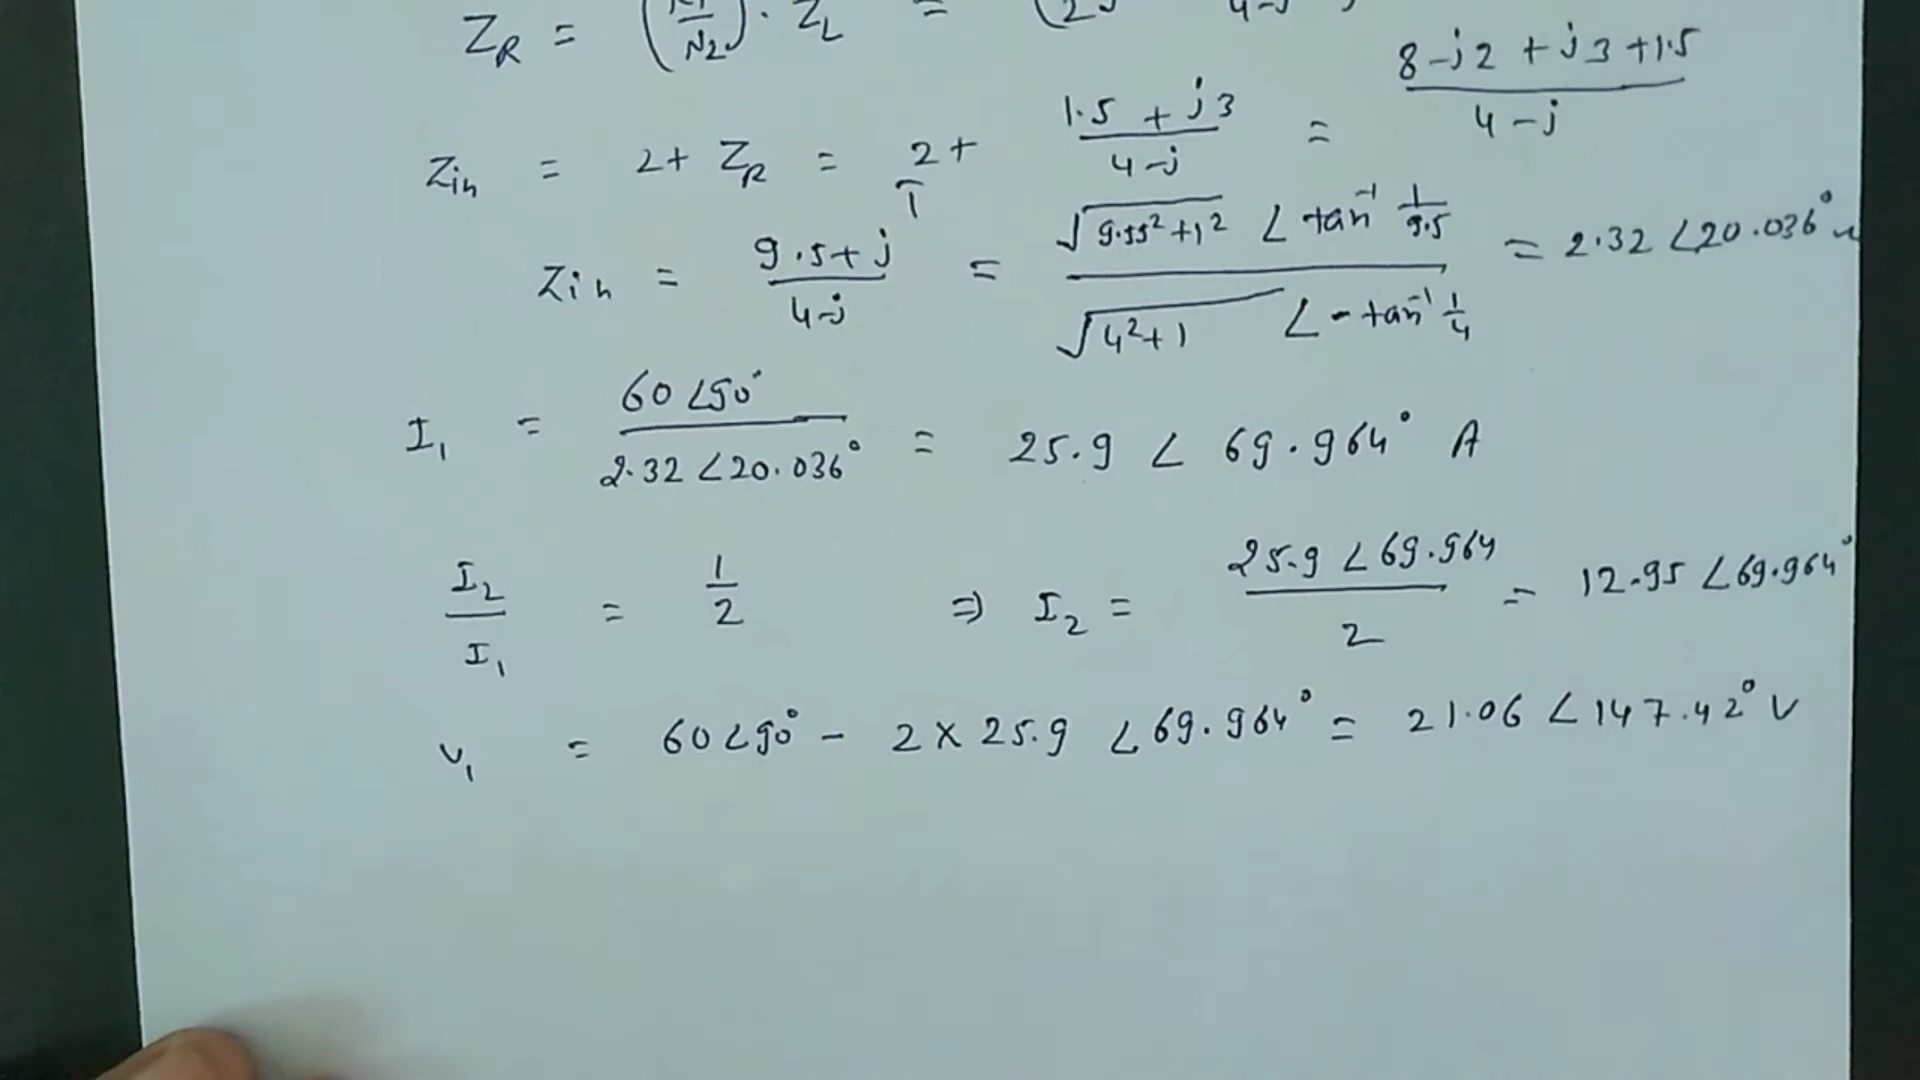 Z_R = (N1/N2) · Z_L = (
Zin = 2 + Z_R = 2 + (1.5 + j3)/(4 - j) = (8 - j2 + j3 + 1.5)/(4 - j)
Zin = (9.5 + j)/(4 - j) = (√(9.55² + 1²) ∠ tan⁻¹ 1/9.5)/(√(4² + 1) ∠ - tan⁻¹ 1/4) = 2.32 ∠20.036°
I₁ = (60 ∠90°)/(2.32 ∠20.036°) = 25.9 ∠ 69.964° A
I₂/I₁ = 1/2 ⇒ I₂ = (25.9 ∠69.964)/2 = 12.95 ∠69.964°
V₁ = 60∠90° - 2 × 25.9 ∠69.964° = 21.06 ∠147.42° V